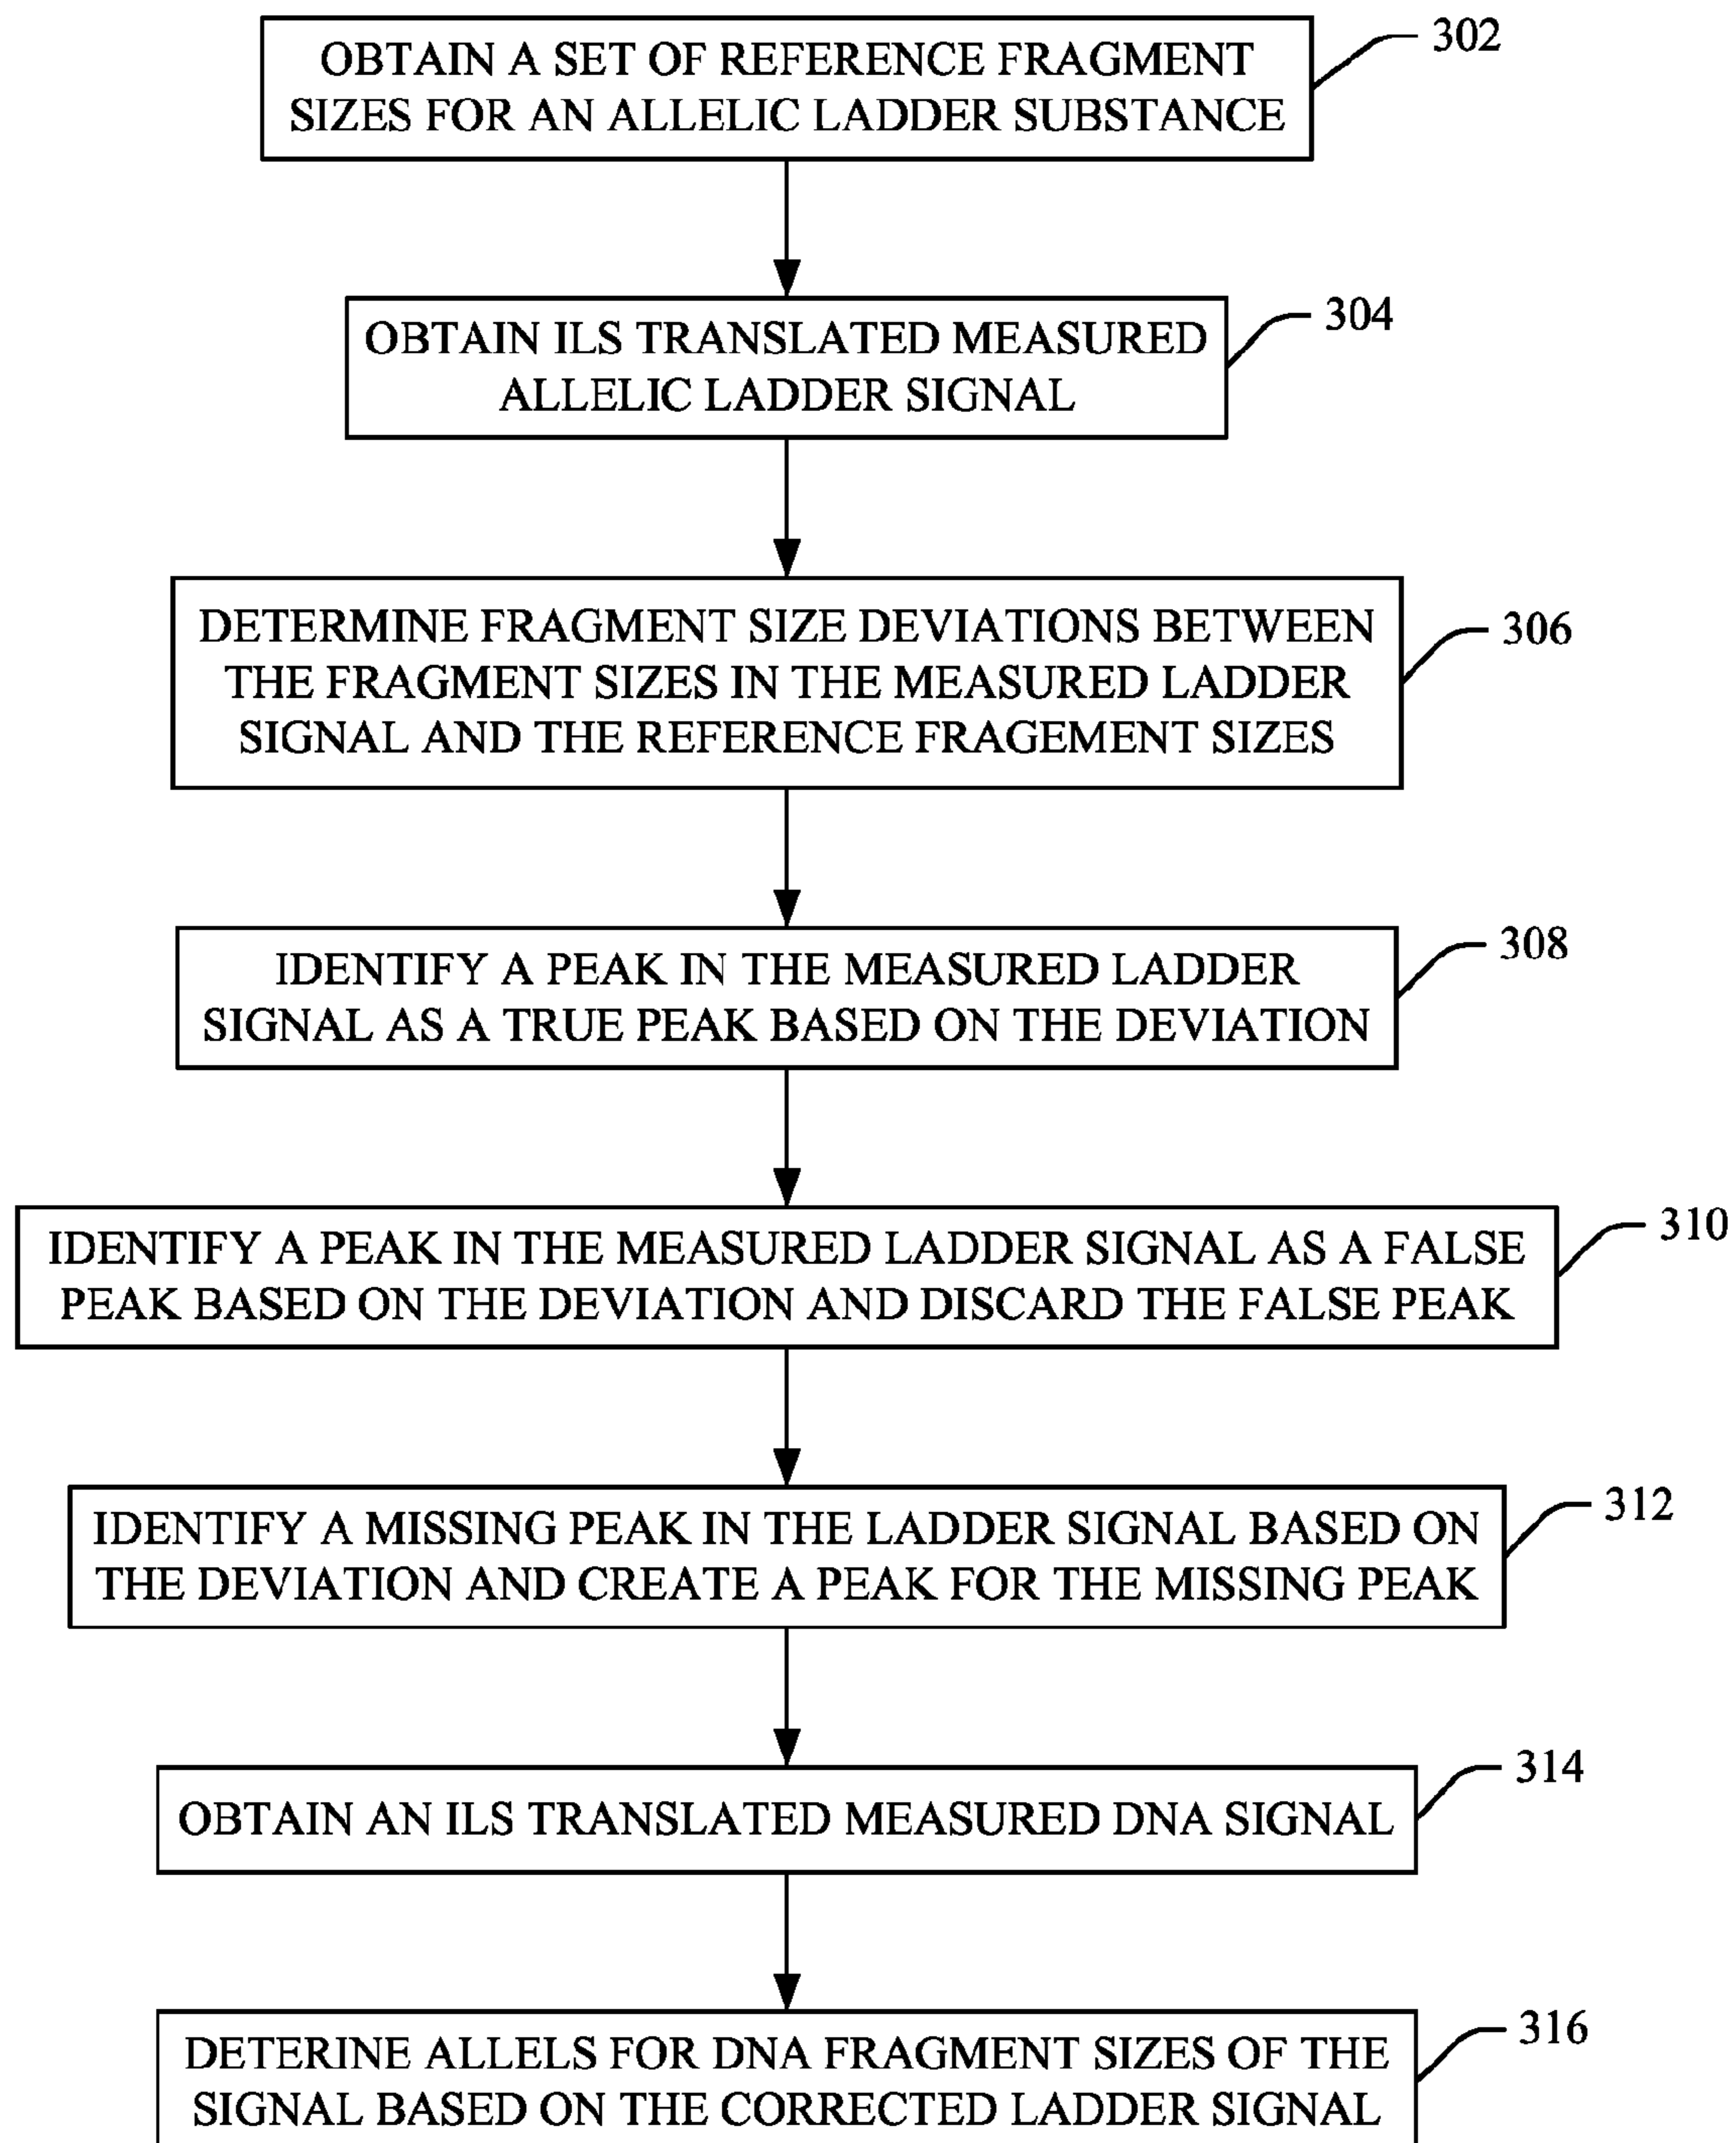 OBTAIN A SET OF REFERENCE FRAGMENT
SIZES FOR AN ALLELIC LADDER SUBSTANCE
302
OBTAIN ILS TRANSLATED MEASURED
ALLELIC LADDER SIGNAL
304
DETERMINE FRAGMENT SIZE DEVIATIONS BETWEEN
THE FRAGMENT SIZES IN THE MEASURED LADDER
SIGNAL AND THE REFERENCE FRAGEMENT SIZES
306
IDENTIFY A PEAK IN THE MEASURED LADDER
SIGNAL AS A TRUE PEAK BASED ON THE DEVIATION
308
IDENTIFY A PEAK IN THE MEASURED LADDER SIGNAL AS A FALSE
PEAK BASED ON THE DEVIATION AND DISCARD THE FALSE PEAK
310
IDENTIFY A MISSING PEAK IN THE LADDER SIGNAL BASED ON
THE DEVIATION AND CREATE A PEAK FOR THE MISSING PEAK
312
OBTAIN AN ILS TRANSLATED MEASURED DNA SIGNAL
314
DETERINE ALLELS FOR DNA FRAGMENT SIZES OF THE
SIGNAL BASED ON THE CORRECTED LADDER SIGNAL
316